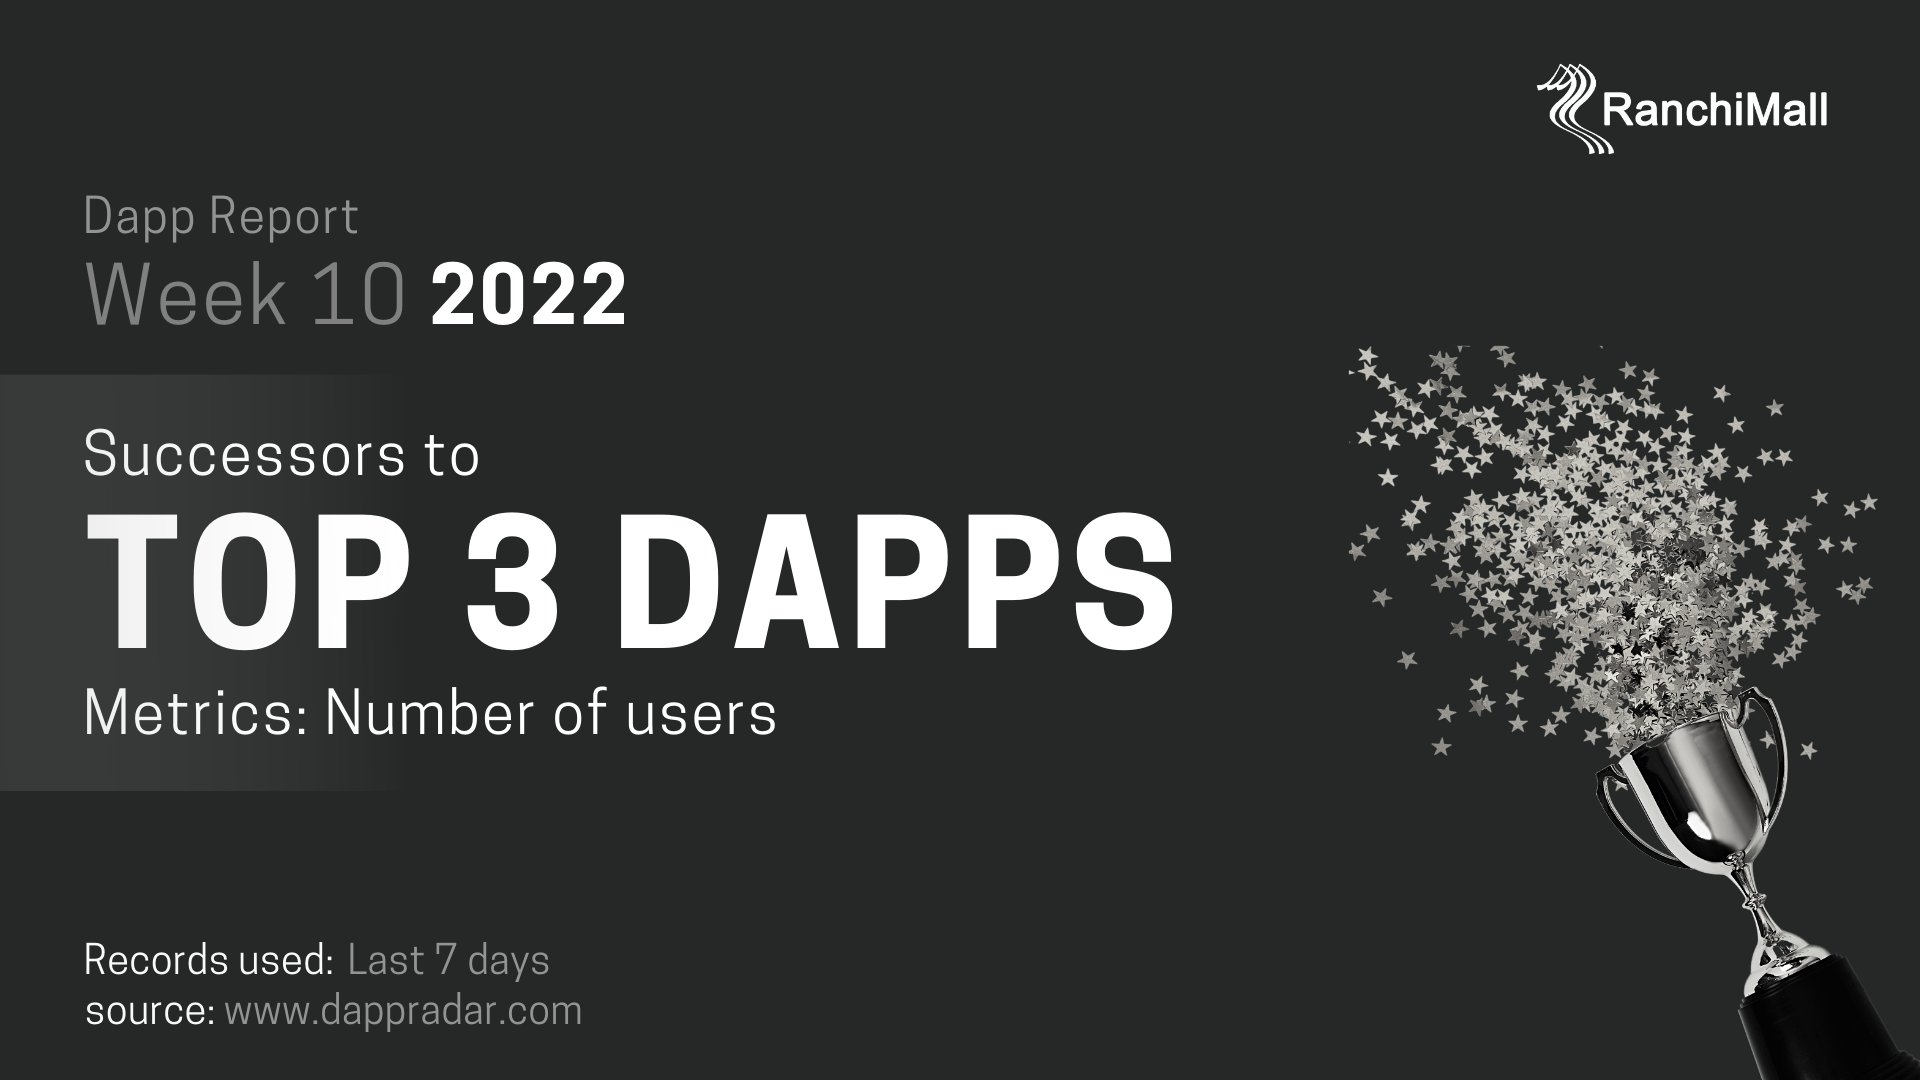 RanchiMall
Dapp Report
Week 10 2022
Successors to
TOP 3 DAPPS
Metrics: Number of users
Records used: Last 7 days
source: www.dappradar.com